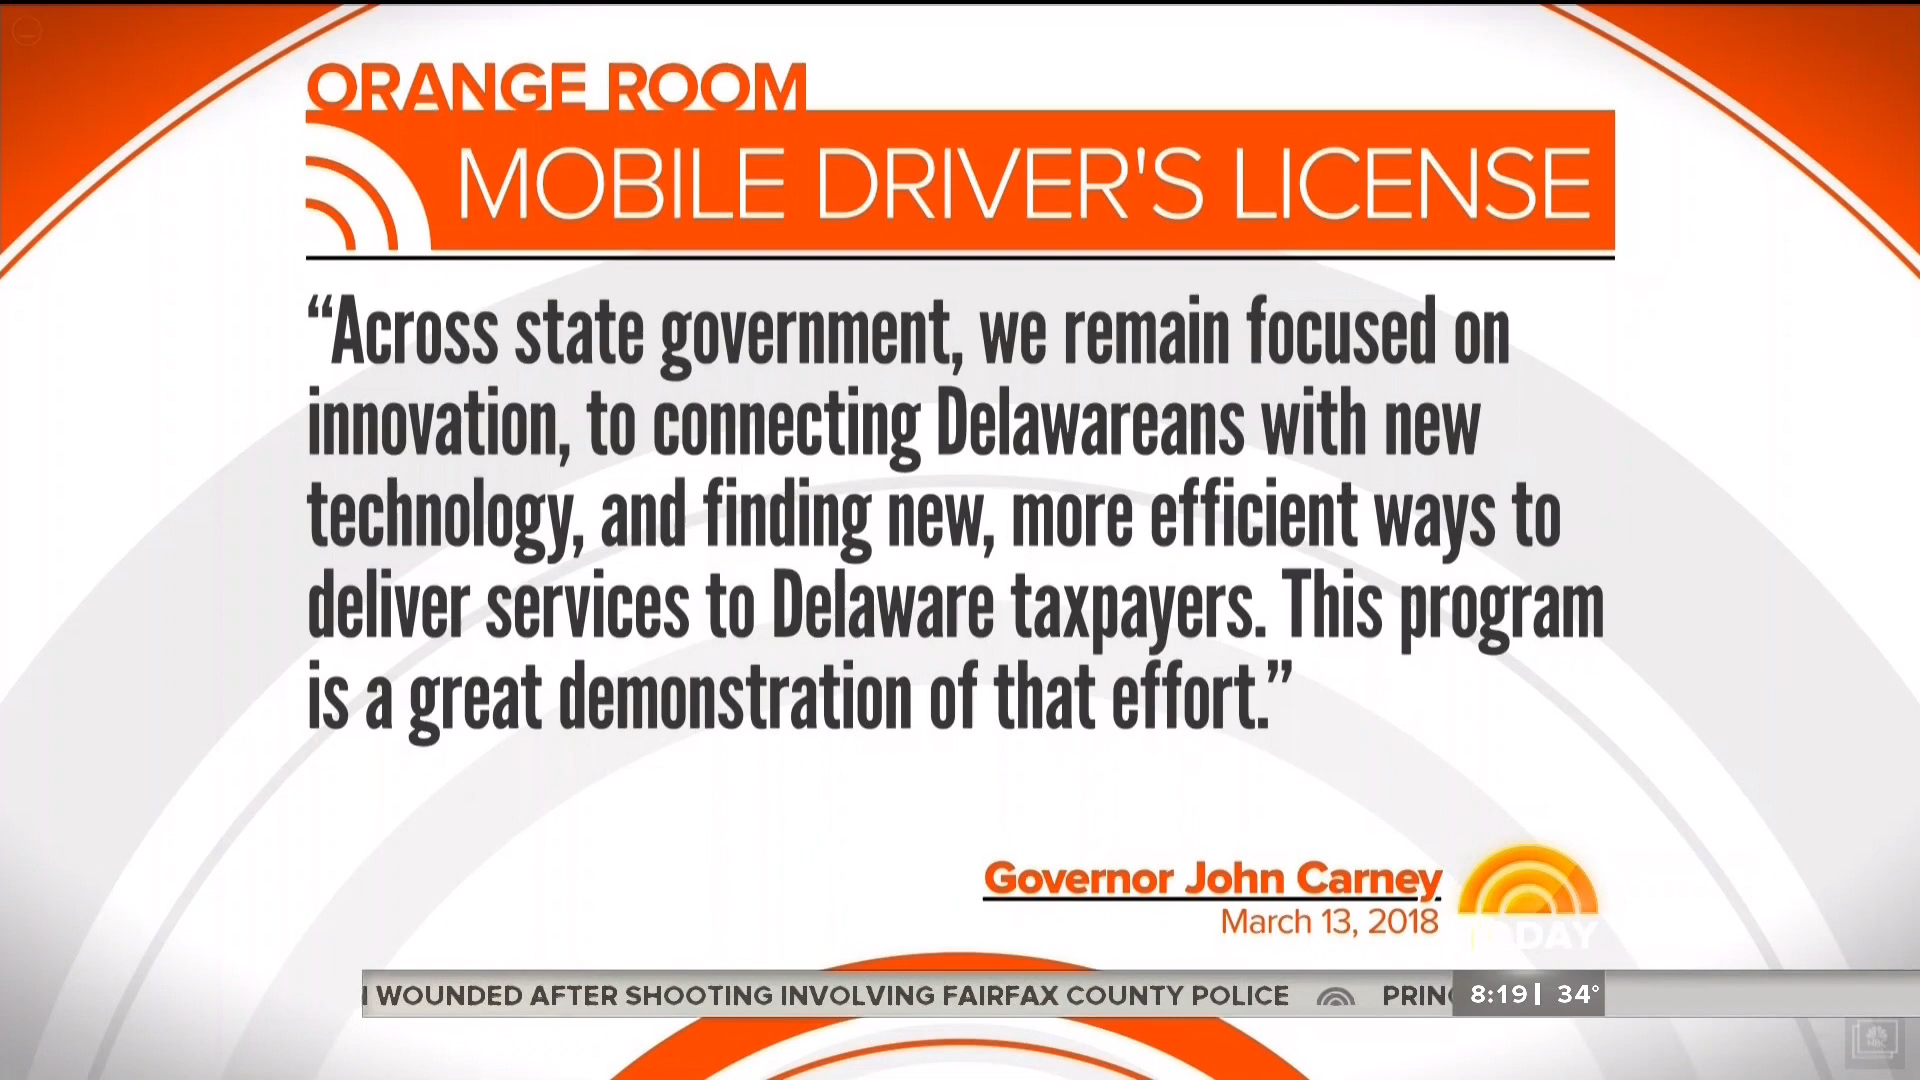 ORANGE ROOM
MOBILE DRIVER'S LICENSE
“Across state government, we remain focused on
innovation, to connecting Delawareans with new
technology, and finding new, more efficient ways to
deliver services to Delaware taxpayers. This program
is a great demonstration of that effort.”
Governor John Carney
March 13, 2018
TODAY
WOUNDED AFTER SHOOTING INVOLVING FAIRFAX COUNTY POLICE
8:19 | 34°